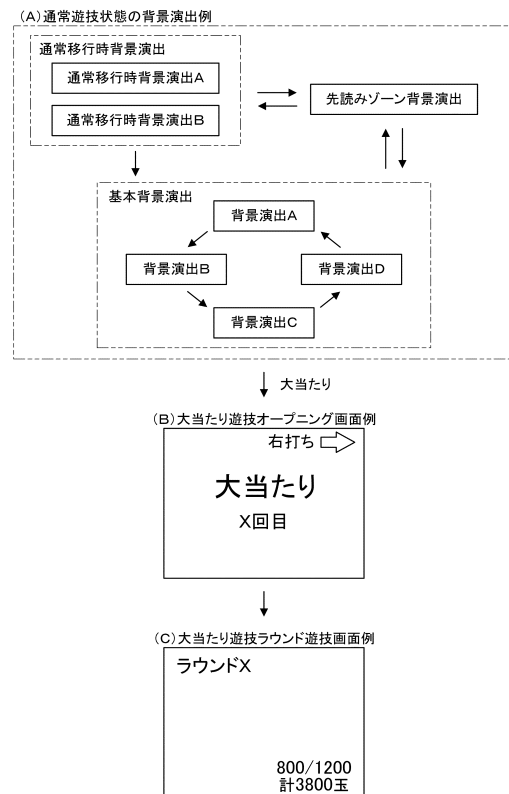 (A)通常遊技状態の背景演出例
通常移行時背景演出
通常移行時背景演出A
通常移行時背景演出B
先読みゾーン背景演出
基本背景演出
背景演出A
背景演出B
背景演出D
背景演出C
大当たり
(B)大当たり遊技オープニング画面例
右打ち
大当たり
X回目
(C)大当たり遊技ラウンド遊技画面例
ラウンドX
800/1200
計3800玉